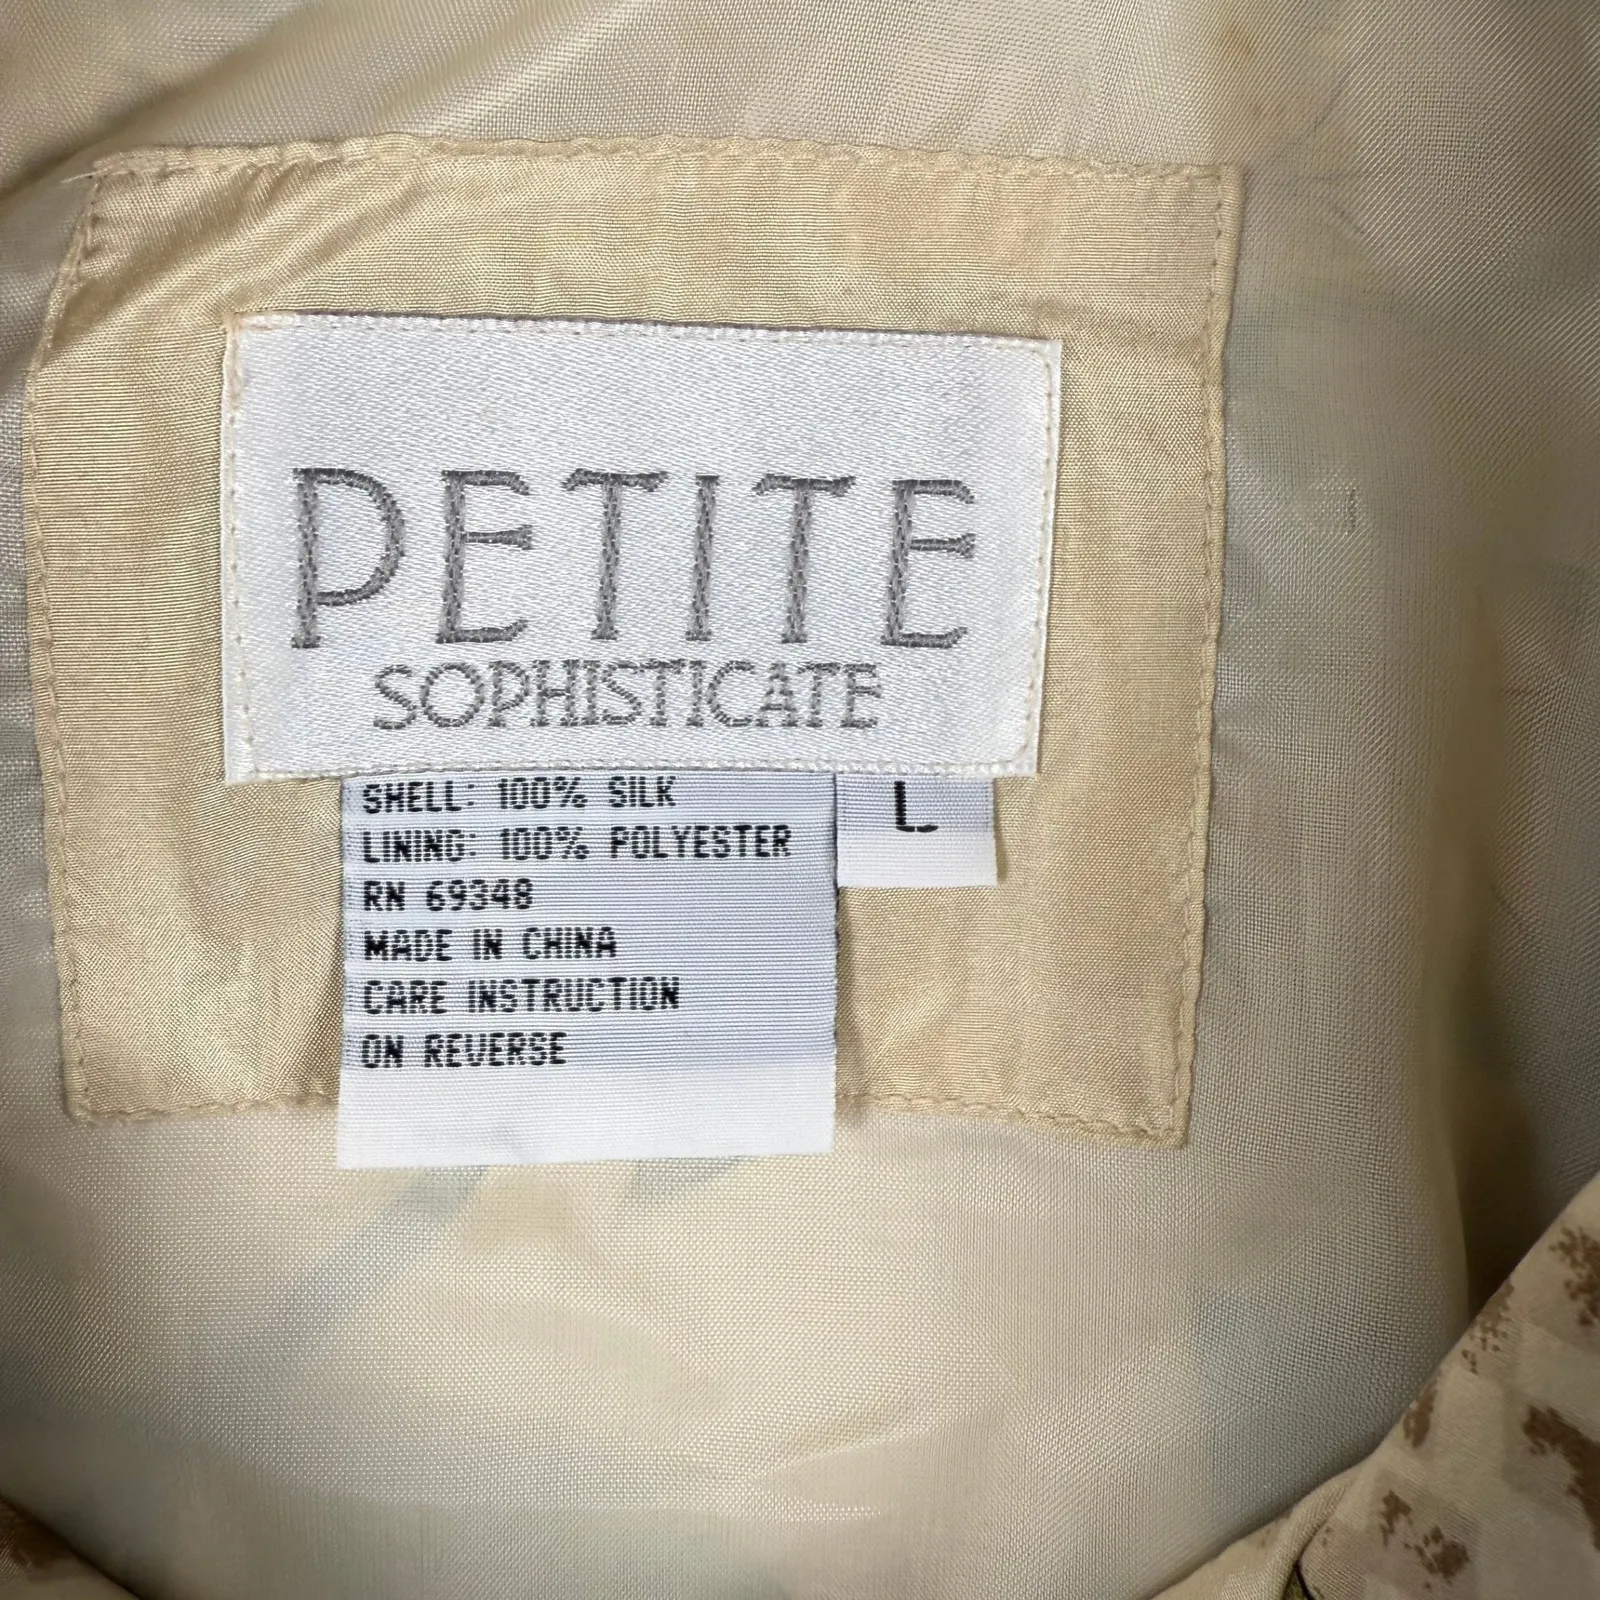 PETITE
SOPHISTICATE
SHELL: 100% SILK
LINING: 100% POLYESTER
RN 69348
MADE IN CHINA
CARE INSTRUCTION
ON REVERSE
L